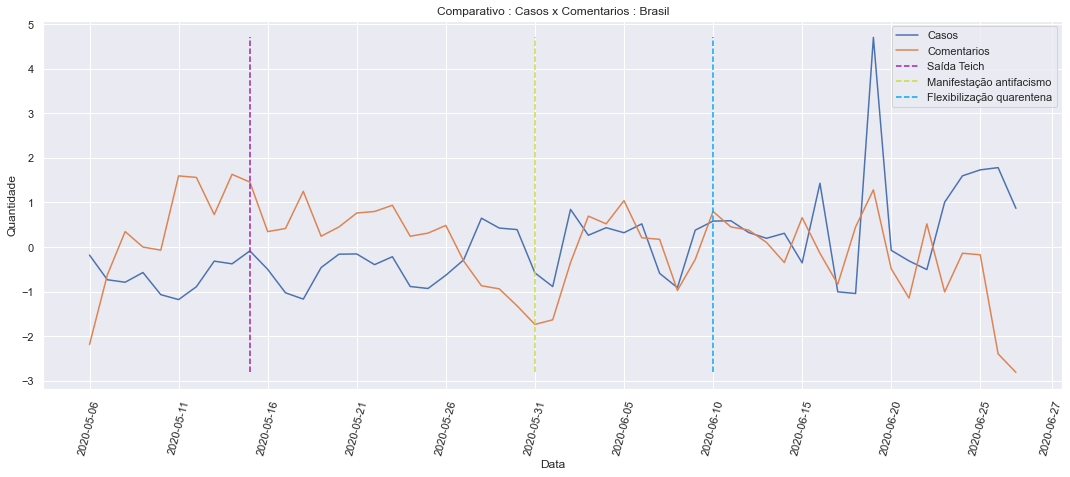 Comparativo : Casos x Comentarios : Brasil
Casos
Comentarios
Saída Teich
Manifestação antifacismo
Flexibilização quarentena
Quantidade
5
4
3
2
1
0
−1
−2
−3
2020-05-06
2020-05-11
2020-05-16
2020-05-21
2020-05-26
2020-05-31
2020-06-05
2020-06-10
2020-06-15
2020-06-20
2020-06-25
2020-06-27
Data